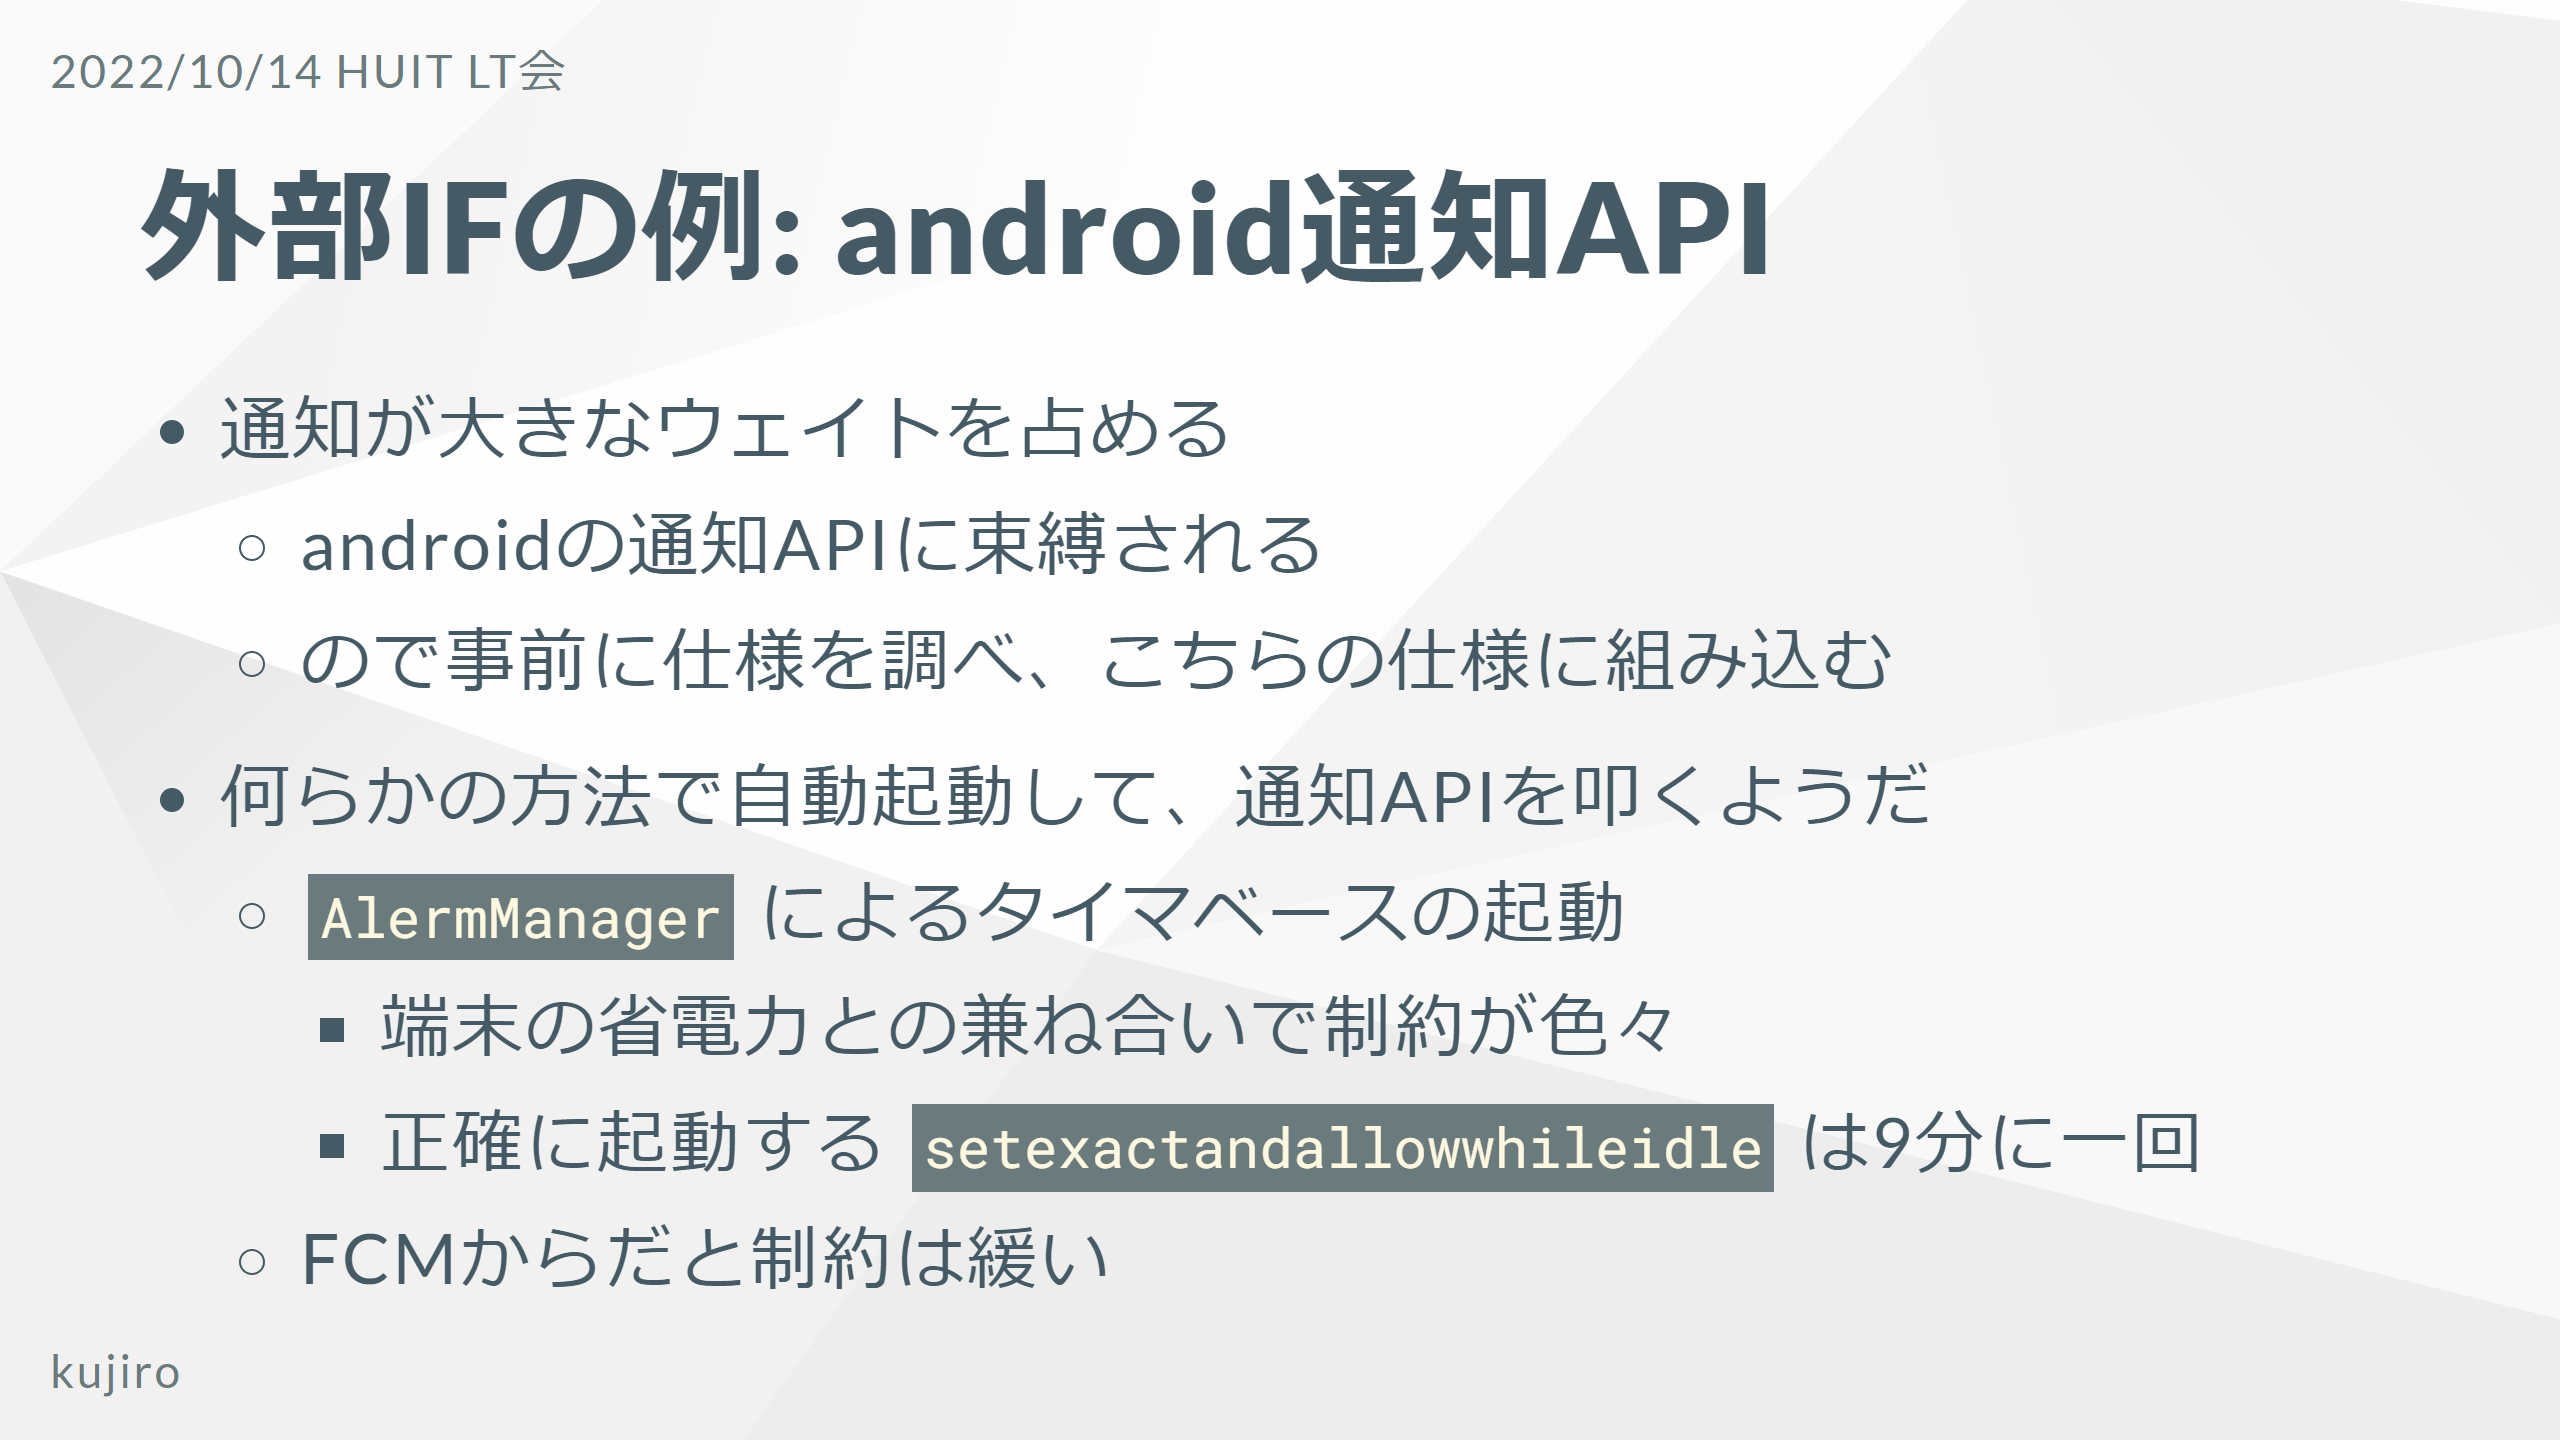 2022/10/14 HUIT LT会
外部IFの例: android通知API
通知が大きなウェイトを占める
androidの通知APIに束縛される
ので事前に仕様を調べ、こちらの仕様に組み込む
何らかの方法で自動起動して、通知APIを叩くようだ
AlermManager によるタイマベースの起動
端末の省電力との兼ね合いで制約が色々
正確に起動する setexactandallowwhileidle は9分に一回
FCMからだと制約は緩い
kujiro